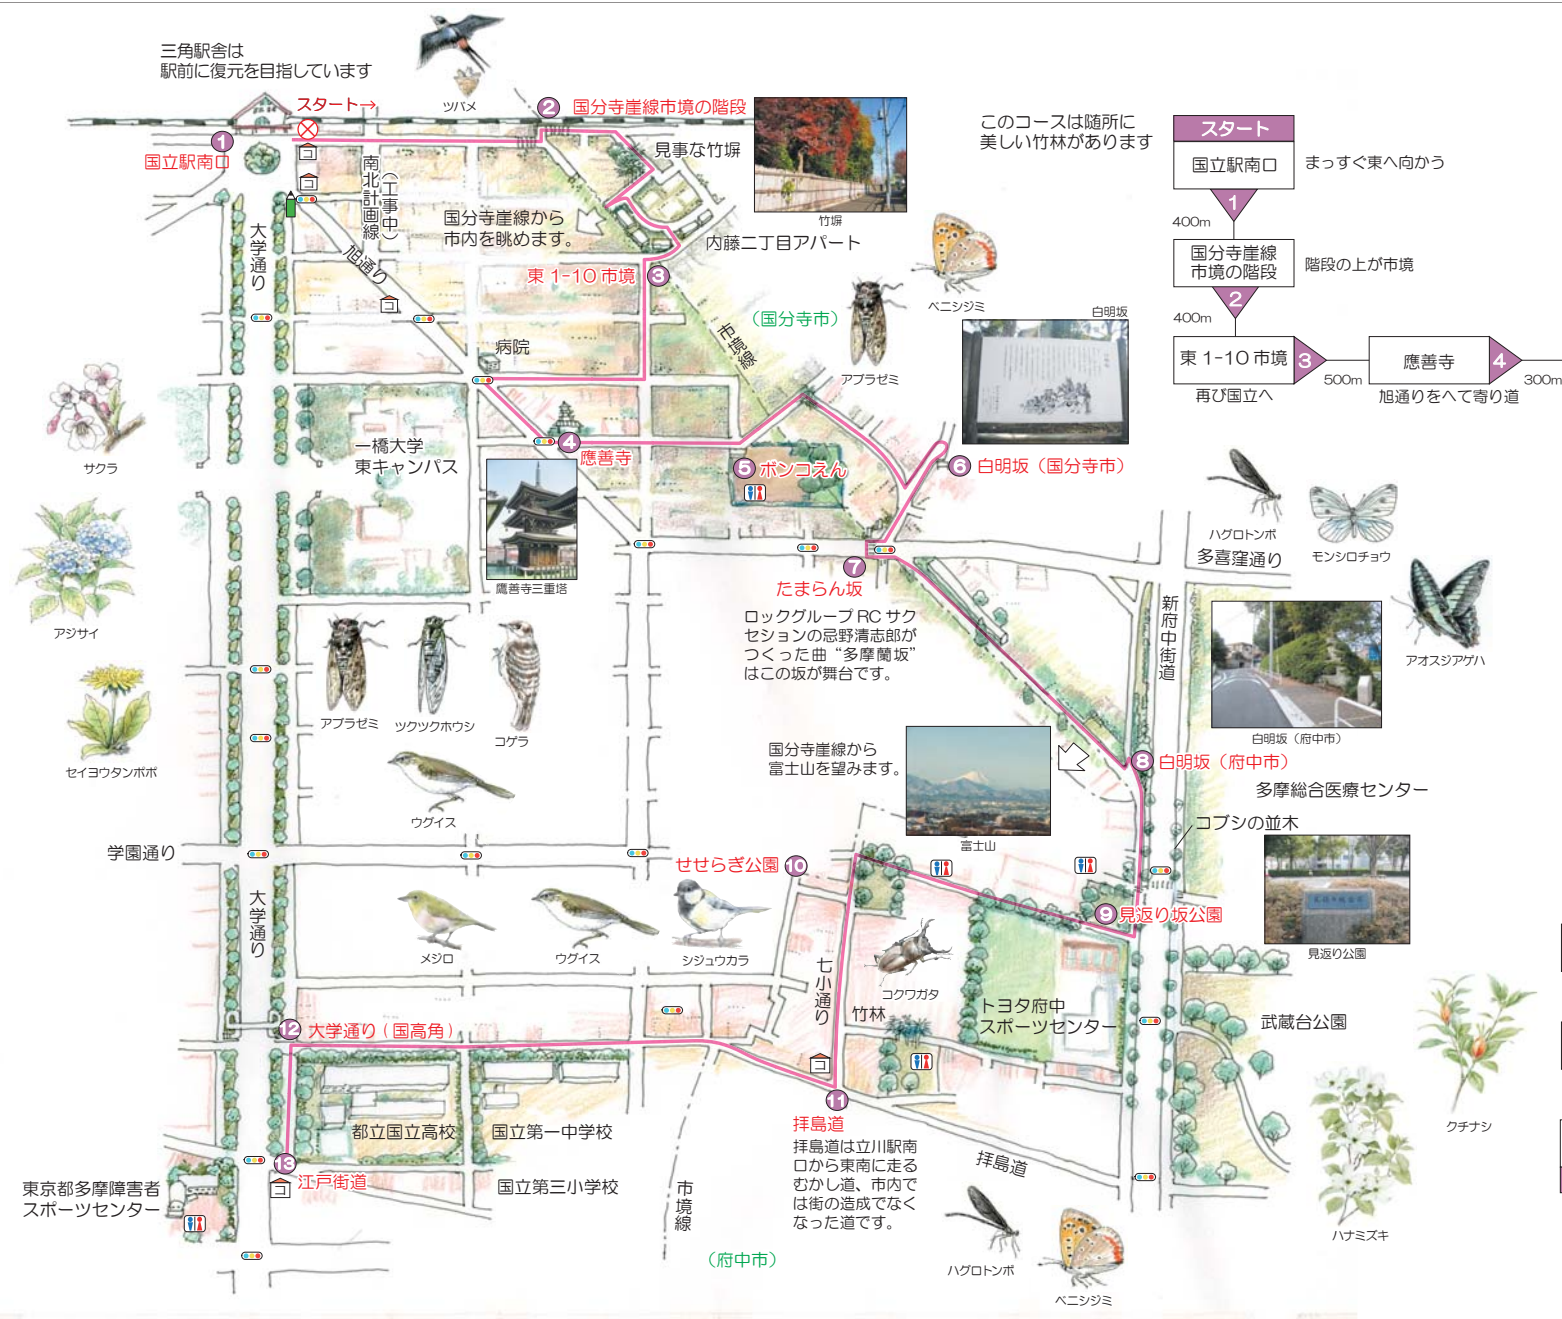 三角駅舎は
駅前に復元を目指しています
スタート→
ツバメ
1
国立駅南口
2
国分寺崖線市境の階段
見事な竹塀
竹塀
このコースは随所に
美しい竹林があります
スタート
国立駅南口
まっすぐ東へ向かう
1
400m
国分寺崖線
市境の階段
階段の上が市境
2
400m
東 1-10 市境
3
500m
再び国立へ
應善寺
4
300m
旭通りをへて寄り道
南北計画線
（工事中）
大学通り
旭通り
コ
コ
コ
国分寺崖線から
市内を眺めます。
内藤二丁目アパート
東 1-10 市境
3
（国分寺市）
市境線
ベニシジミ
アブラゼミ
白明坂
病院
サクラ
一橋大学
東キャンパス
4
應善寺
鷹善寺三重塔
5
ボンコえん
6
白明坂（国分寺市）
ハグロトンボ
モンシロチョウ
多喜窪通り
アジサイ
7
たまらん坂
ロックグループ RC サク
セションの忌野清志郎が
つくった曲 “多摩蘭坂”
はこの坂が舞台です。
新府中街道
アオスジアゲハ
白明坂（府中市）
アブラゼミ
ツクツクホウシ
コゲラ
セイヨウタンポポ
ウグイス
国分寺崖線から
富士山を望みます。
富士山
8
白明坂（府中市）
多摩総合医療センター
コブシの並木
学園通り
せせらぎ公園
10
大学通り
メジロ
ウグイス
シジュウカラ
9
見返り坂公園
見返り公園
七小通り
コクワガタ
竹林
トヨタ府中
スポーツセンター
武蔵台公園
12
大学通り ( 国高角 )
コ
11
拝島道
拝島道は立川駅南
口から東南に走る
むかし道、市内で
は街の造成でなく
なった道です。
拝島道
都立国立高校
国立第一中学校
クチナシ
13
江戸街道
コ
国立第三小学校
東京都多摩障害者
スポーツセンター
市境線
（府中市）
ハグロトンボ
ベニシジミ
ハナミズキ